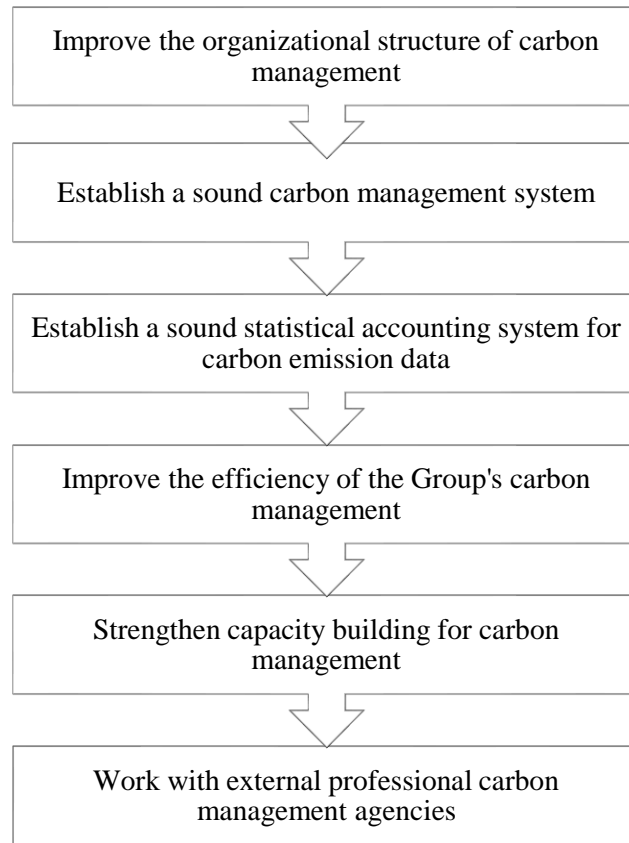 Improve the organizational structure of carbon
management
Establish a sound carbon management system
Establish a sound statistical accounting system for
carbon emission data
Improve the efficiency of the Group's carbon
management
Strengthen capacity building for carbon
management
Work with external professional carbon
management agencies